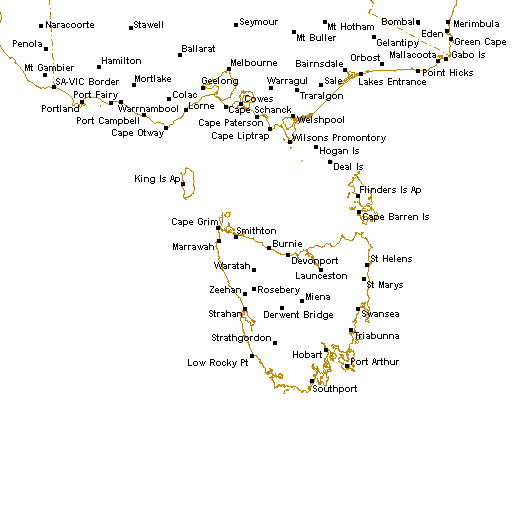 Naracoorte
Stawell
Seymour
Mt Hotham
Bombala
Merimbula
Mt Buller
Eden
Gelantipy
Green Cape
Penola
Ballarat
Orbost
Mallacoota
Gabo Is
Hamilton
Melbourne
Bairnsdale
Mt Gambier
Point Hicks
SA-VIC Border
Mortlake
Geelong
Warragul
Sale
Lakes Entrance
Port Fairy
Colac
Cowes
Traralgon
Portland
Warrnambool
Lorne
Cape Schanck
Port Campbell
Cape Paterson
Welshpool
Cape Otway
Cape Liptrap
Wilsons Promontory
Hogan Is
Deal Is
King Is Ap
Flinders Is Ap
Cape Barren Is
Cape Grim
Smithton
Marrawah
Burnie
Devonport
St Helens
Waratah
Launceston
St Marys
Zeehan
Rosebery
Miena
Strahan
Derwent Bridge
Swansea
Strathgordon
Triabunna
Hobart
Low Rocky Pt
Port Arthur
Southport